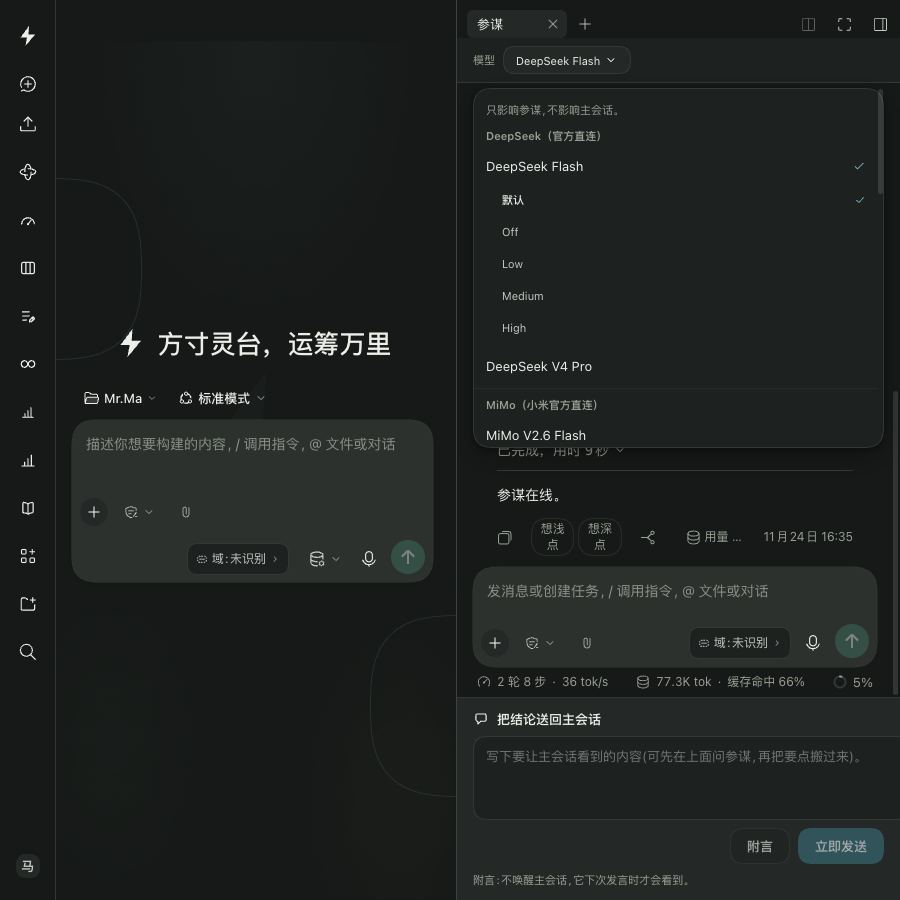 参谋
模型
DeepSeek Flash
只影响参谋,不影响主会话。
DeepSeek（官方直连）
DeepSeek Flash
默认
Off
Low
Medium
High
DeepSeek V4 Pro
MiMo（小米官方直连）
MiMo V2.6 Flash
已完成，用时 9 秒
参谋在线。
想浅点
想深点
用量 ...
11月24日 16:35
发消息或创建任务, / 调用指令, @ 文件或对话
域:未识别 ›
2 轮 8 步 · 36 tok/s
77.3K tok · 缓存命中 66%
5%
把结论送回主会话
写下要让主会话看到的内容(可先在上面问参谋,再把要点搬过来)。
附言
立即发送
附言:不唤醒主会话,它下次发言时才会看到。
方寸灵台，运筹万里
Mr.Ma
标准模式
描述你想要构建的内容, / 调用指令, @ 文件或对话
域:未识别 ›
马